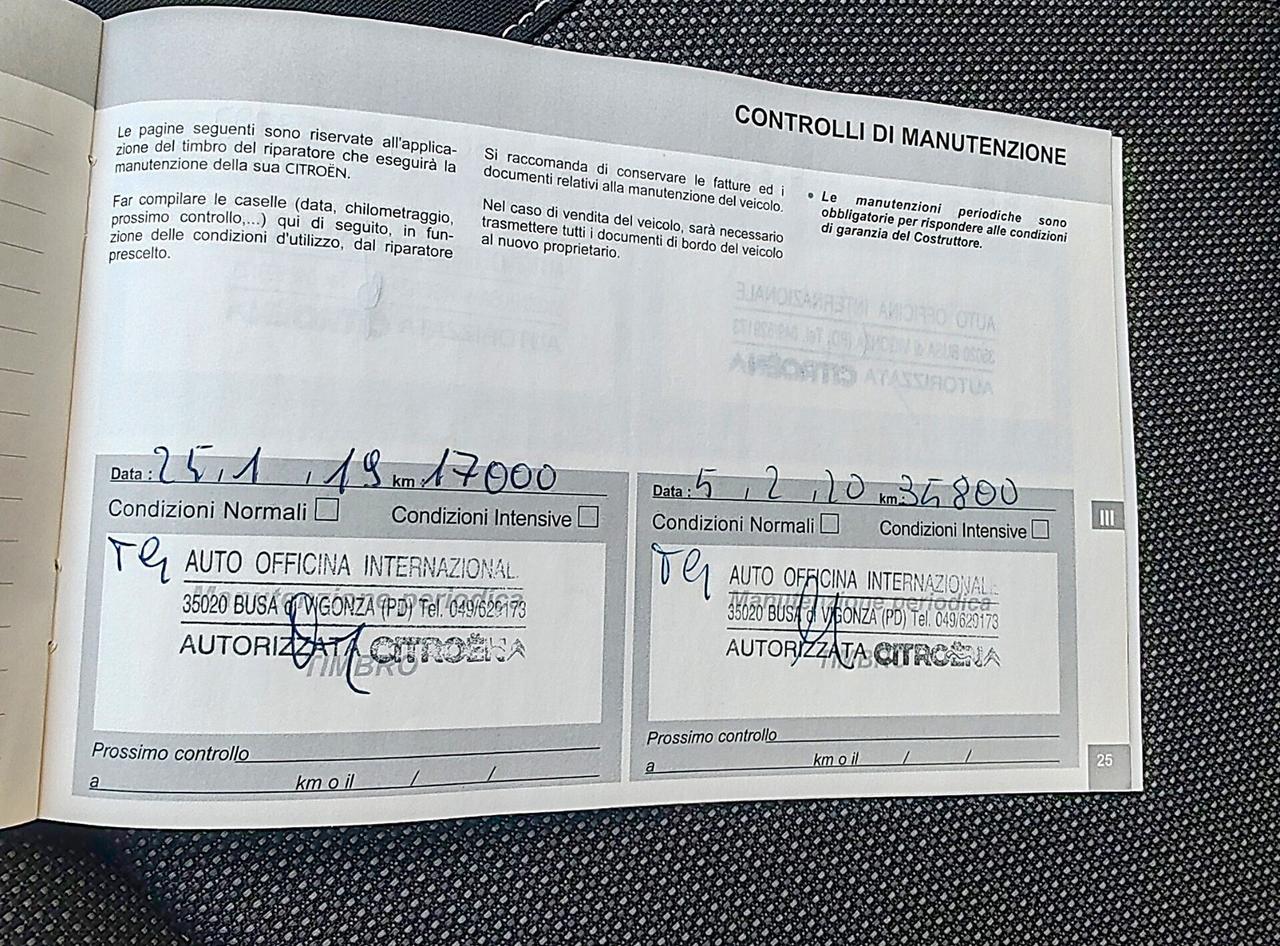 CONTROLLI DI MANUTENZIONE
Le pagine seguenti sono riservate all'applica-
zione del timbro del riparatore che eseguirà la
manutenzione della sua CITROËN.
Far compilare le caselle (data, chilometraggio,
prossimo controllo,...) qui di seguito, in fun-
zione delle condizioni d'utilizzo, dal riparatore
prescelto.
Si raccomanda di conservare le fatture ed i
documenti relativi alla manutenzione del veicolo.
Nel caso di vendita del veicolo, sarà necessario
trasmettere tutti i documenti di bordo del veicolo
al nuovo proprietario.
• Le manutenzioni periodiche sono
obbligatorie per rispondere alle condizioni
di garanzia del Costruttore.
Data : 25 . 1 . 19 km : 17000
Condizioni Normali Condizioni Intensive
AUTO OFFICINA INTERNAZIONAL
Manutenzione periodica
35020 BUSA di VIGONZA (PD) Tel. 049/629173
AUTORIZZATA CITROËN
TIMBRO
Prossimo controllo
a km o il / /
Data : 5 . 2 . 20 km : 35800
Condizioni Normali Condizioni Intensive
AUTO OFFICINA INTERNAZIONALE
Manutenzione periodica
35020 BUSA di VIGONZA (PD) Tel. 049/629173
AUTORIZZATA CITROËN
TIMBRO
Prossimo controllo
a km o il / /
III
25